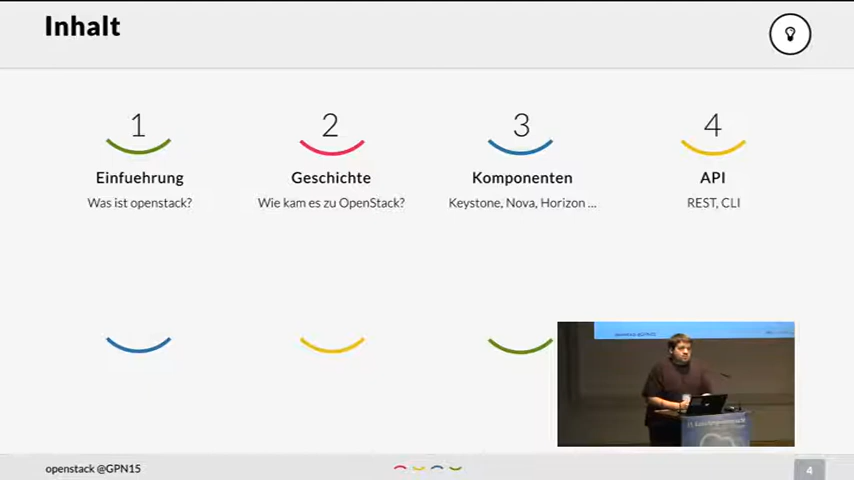 Inhalt
1
2
3
4
Einfuehrung
Geschichte
Komponenten
API
Was ist openstack?
Wie kam es zu OpenStack?
Keystone, Nova, Horizon ...
REST, CLI
openstack @GPN15
4